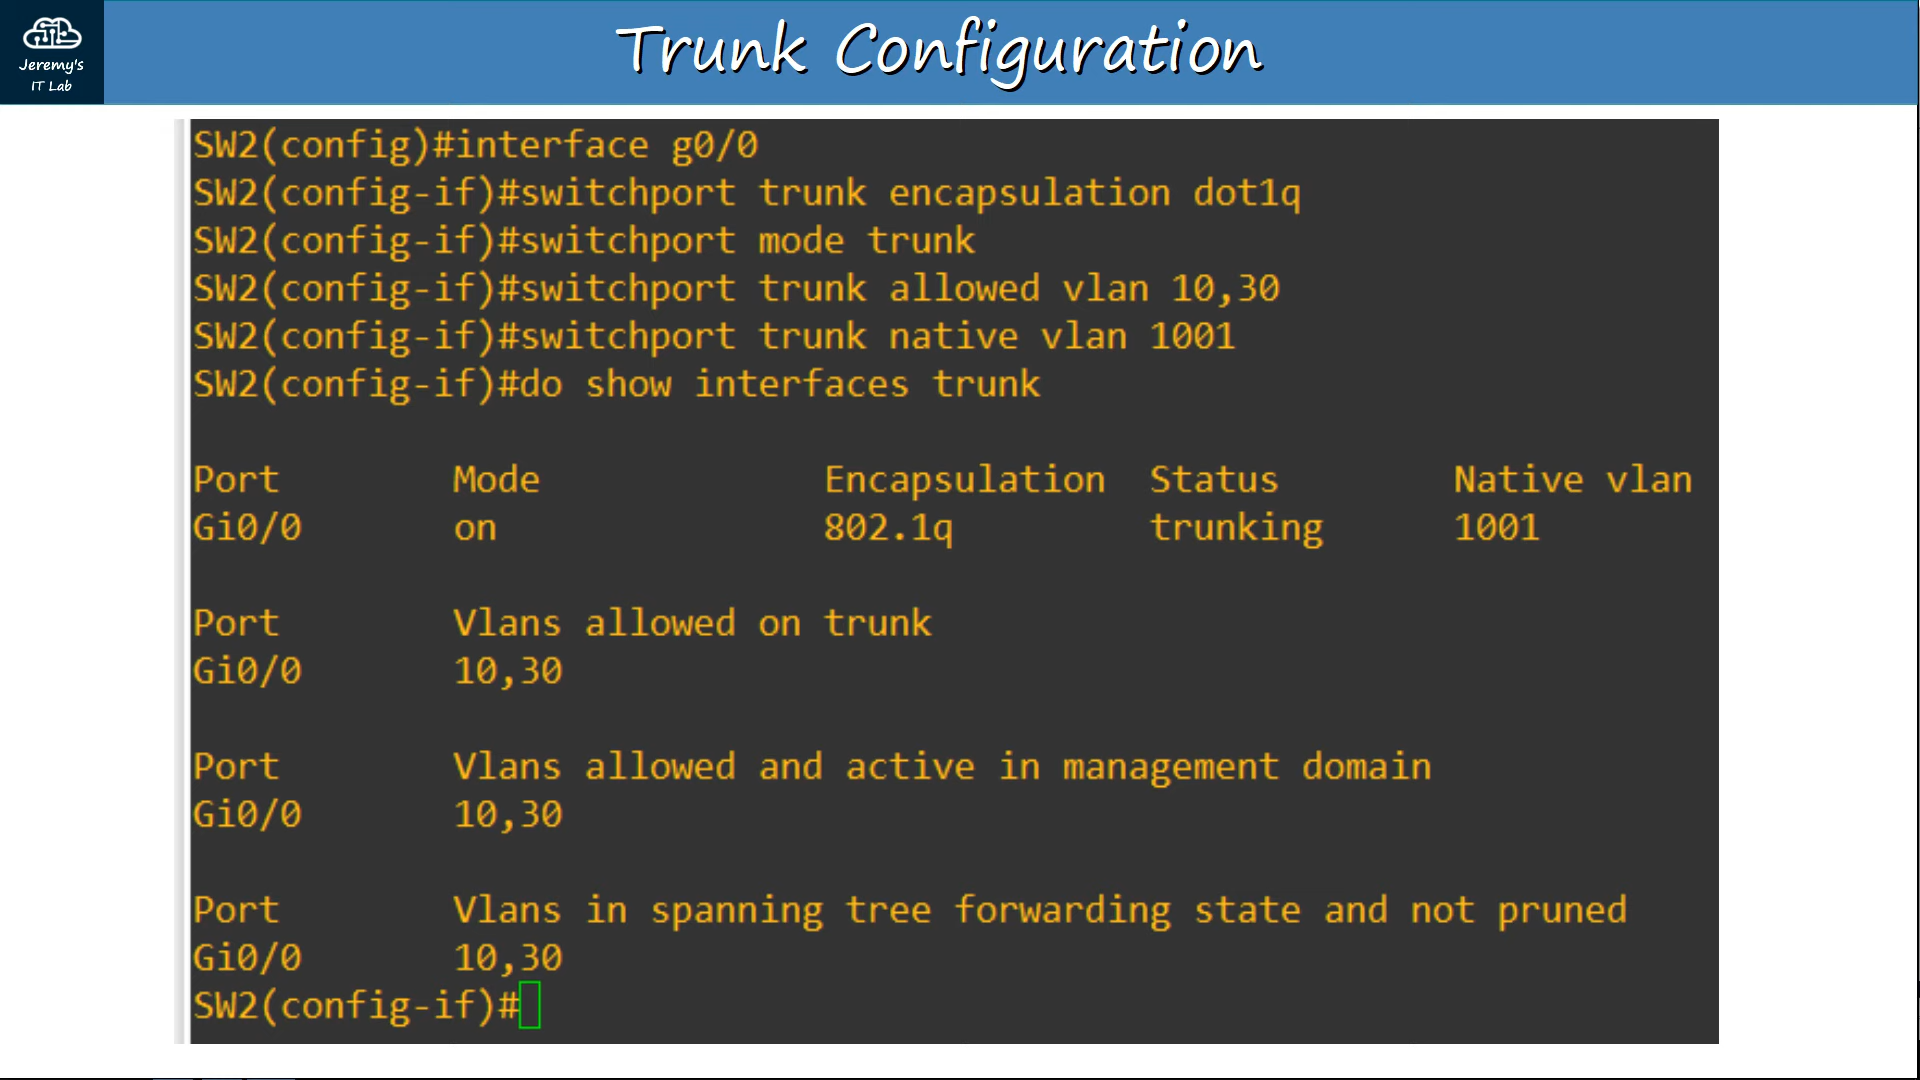 Jeremy's
IT Lab
Trunk Configuration
SW2(config)#interface g0/0
SW2(config-if)#switchport trunk encapsulation dot1q
SW2(config-if)#switchport mode trunk
SW2(config-if)#switchport trunk allowed vlan 10,30
SW2(config-if)#switchport trunk native vlan 1001
SW2(config-if)#do show interfaces trunk
Port Mode Encapsulation Status Native vlan
Gi0/0 on 802.1q trunking 1001
Port Vlans allowed on trunk
Gi0/0 10,30
Port Vlans allowed and active in management domain
Gi0/0 10,30
Port Vlans in spanning tree forwarding state and not pruned
Gi0/0 10,30
SW2(config-if)#